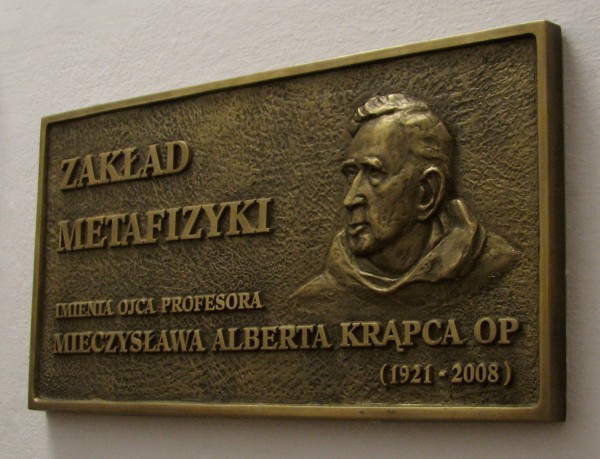 ZAKŁAD
METAFIZYKI
IMIENIA OJCA PROFESORA
MIECZYSŁAWA ALBERTA KRĄPCA OP
(1921 - 2008)